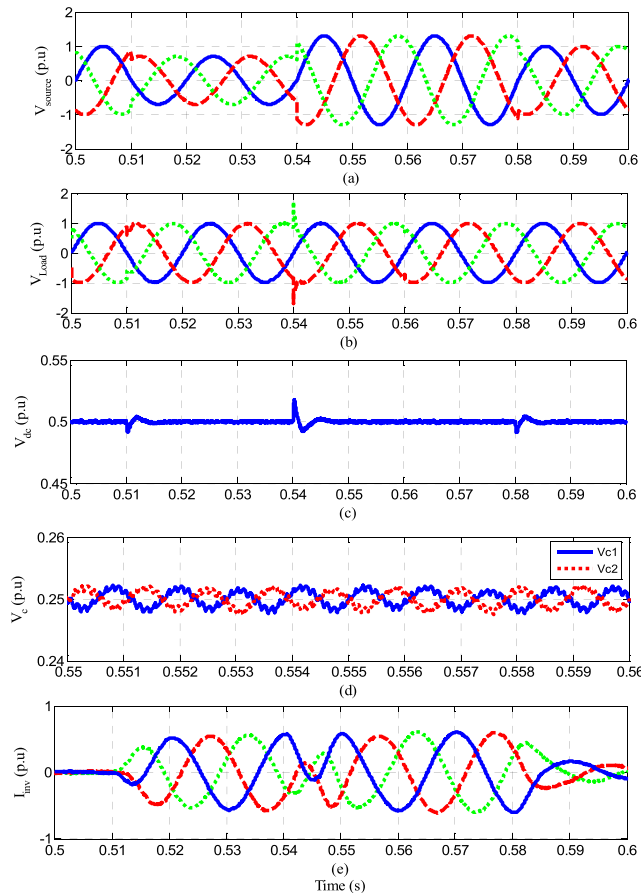 2
1
0
-1
-2
V source (p.u)
0.5 0.51 0.52 0.53 0.54 0.55 0.56 0.57 0.58 0.59 0.6
(a)
2
1
0
-1
-2
V Load (p.u)
0.5 0.51 0.52 0.53 0.54 0.55 0.56 0.57 0.58 0.59 0.6
(b)
0.55
0.5
0.45
V dc (p.u)
0.5 0.51 0.52 0.53 0.54 0.55 0.56 0.57 0.58 0.59 0.6
(c)
0.26
0.25
0.24
V C (p.u)
Vc1
Vc2
0.55 0.551 0.552 0.553 0.554 0.555 0.556 0.557 0.558 0.559 0.56
(d)
1
0
-1
I inv (p.u)
0.5 0.51 0.52 0.53 0.54 0.55 0.56 0.57 0.58 0.59 0.6
(e)
Time (s)